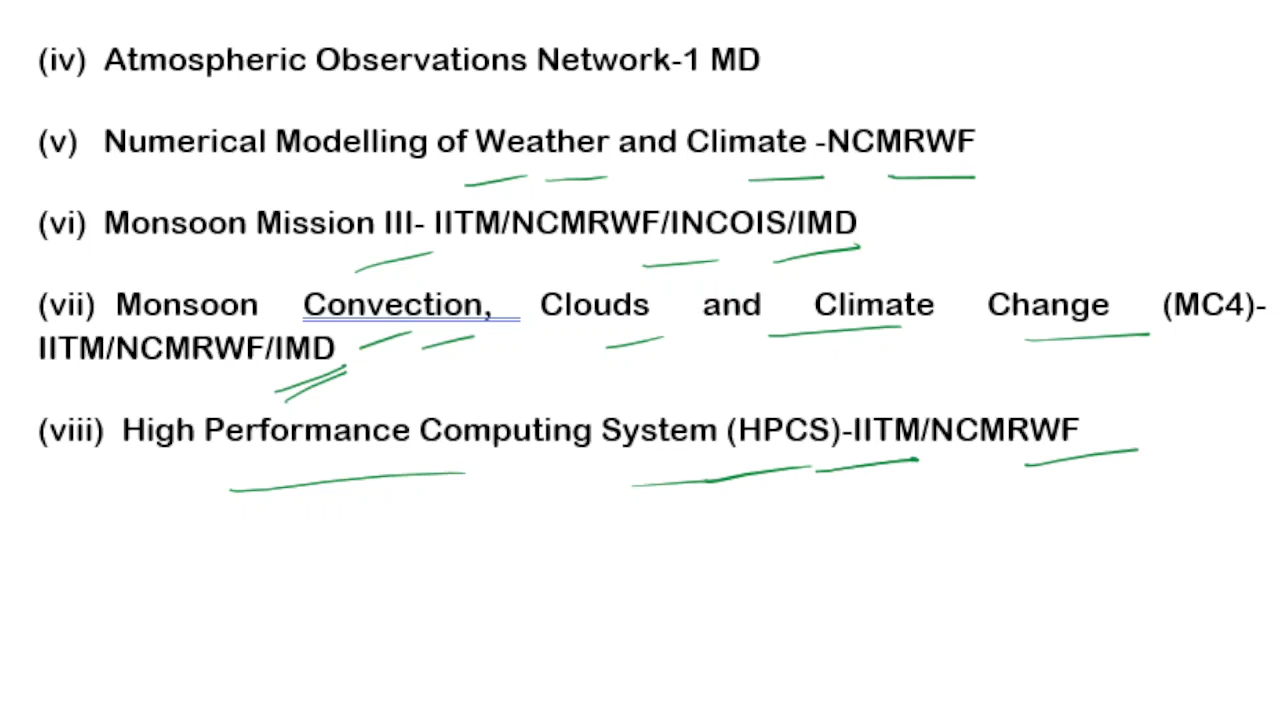 (iv) Atmospheric Observations Network-1 MD
(v) Numerical Modelling of Weather and Climate -NCMRWF
(vi) Monsoon Mission III- IITM/NCMRWF/INCOIS/IMD
(vii) Monsoon Convection, Clouds and Climate Change (MC4)-
IITM/NCMRWF/IMD
(viii) High Performance Computing System (HPCS)-IITM/NCMRWF